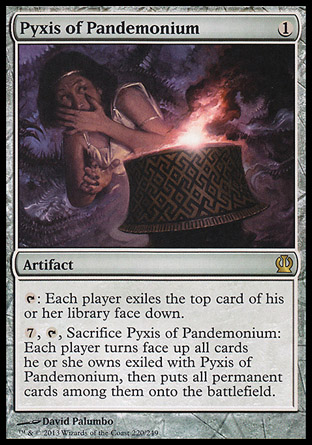 Pyxis of Pandemonium 1
Artifact
: Each player exiles the top card of his
or her library face down.
7, , Sacrifice Pyxis of Pandemonium:
Each player turns face up all cards
he or she owns exiled with Pyxis of
Pandemonium, then puts all permanent
cards among them onto the battlefield.
David Palumbo
™ & © 2013 Wizards of the Coast 220/249